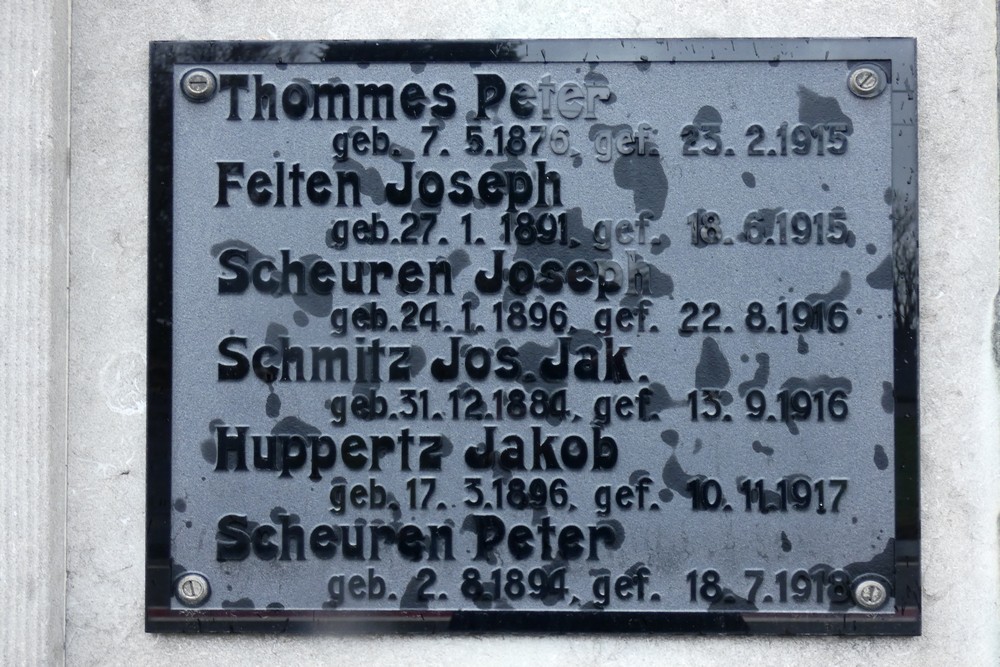 Thommes Peter
geb. 7. 5.1876, gef. 23. 2.1915
Felten Joseph
geb.27. 1. 1891, gef. 18. 6.1915
Scheuren Joseph
geb.24. 1. 1896, gef. 22. 8.1916
Schmitz Jos. Jak.
geb.31. 12.1884, gef. 13. 9.1916
Huppertz Jakob
geb. 17. 3.1896, gef. 10. 11.1917
Scheuren Peter
geb. 2. 8.1894, gef. 18. 7.1918